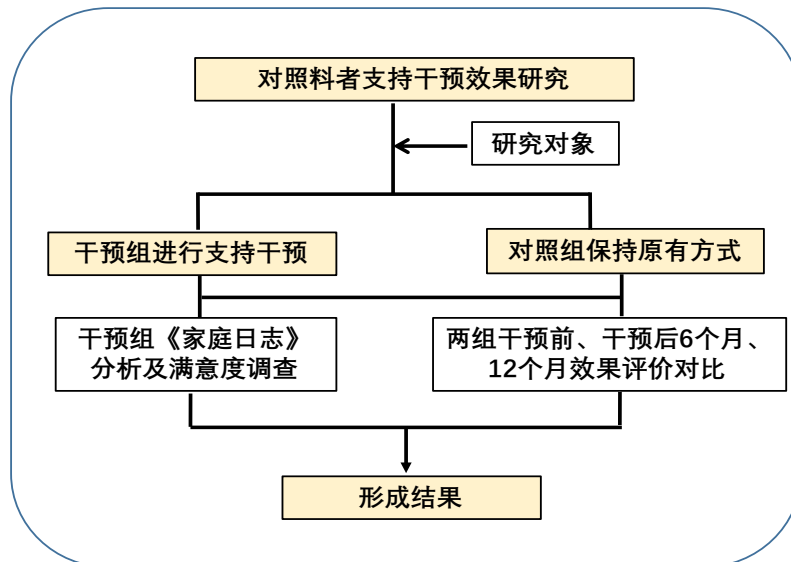 对照料者支持干预效果研究
研究对象
干预组进行支持干预
对照组保持原有方式
干预组《家庭日志》
分析及满意度调查
两组干预前、干预后6个月、
12个月效果评价对比
形成结果